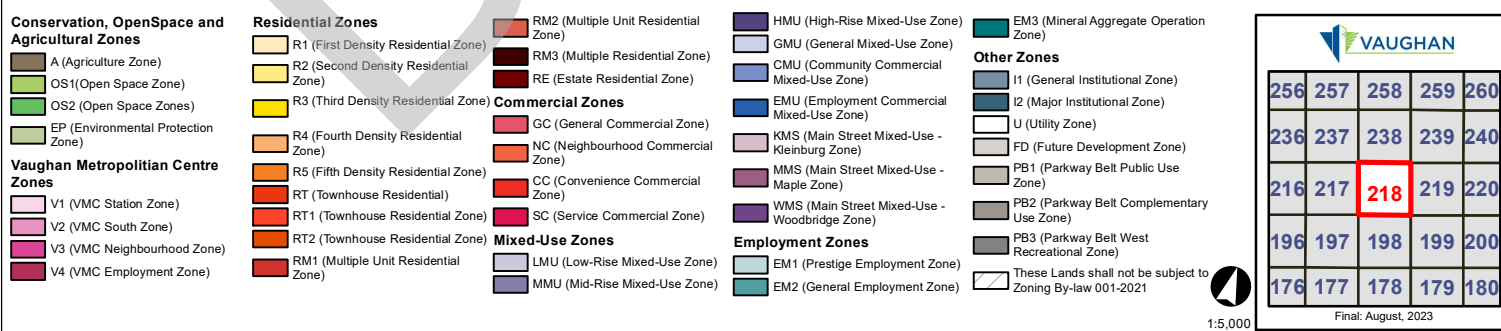 Conservation, OpenSpace and
Agricultural Zones
A (Agriculture Zone)
OS1(Open Space Zone)
OS2 (Open Space Zones)
EP (Environmental Protection
Zone)
Vaughan Metropolitian Centre
Zones
V1 (VMC Station Zone)
V2 (VMC South Zone)
V3 (VMC Neighbourhood Zone)
V4 (VMC Employment Zone)
Residential Zones
R1 (First Density Residential Zone)
R2 (Second Density Residential
Zone)
R3 (Third Density Residential Zone)
R4 (Fourth Density Residential
Zone)
R5 (Fifth Density Residential Zone)
RT (Townhouse Residential)
RT1 (Townhouse Residential Zone)
RT2 (Townhouse Residential Zone)
RM1 (Multiple Unit Residential
Zone)
RM2 (Multiple Unit Residential
Zone)
RM3 (Multiple Residential Zone)
RE (Estate Residential Zone)
Commercial Zones
GC (General Commercial Zone)
NC (Neighbourhood Commercial
Zone)
CC (Convenience Commercial
Zone)
SC (Service Commercial Zone)
Mixed-Use Zones
LMU (Low-Rise Mixed-Use Zone)
MMU (Mid-Rise Mixed-Use Zone)
HMU (High-Rise Mixed-Use Zone)
GMU (General Mixed-Use Zone)
CMU (Community Commercial
Mixed-Use Zone)
EMU (Employment Commercial
Mixed-Use Zone)
KMS (Main Street Mixed-Use -
Kleinburg Zone)
MMS (Main Street Mixed-Use -
Maple Zone)
WMS (Main Street Mixed-Use -
Woodbridge Zone)
Employment Zones
EM1 (Prestige Employment Zone)
EM2 (General Employment Zone)
EM3 (Mineral Aggregate Operation
Zone)
Other Zones
I1 (General Institutional Zone)
I2 (Major Institutional Zone)
U (Utility Zone)
FD (Future Development Zone)
PB1 (Parkway Belt Public Use
Zone)
PB2 (Parkway Belt Complementary
Use Zone)
PB3 (Parkway Belt West
Recreational Zone)
These Lands shall not be subject to
Zoning By-law 001-2021
1:5,000
VAUGHAN
256 257 258 259 260
236 237 238 239 240
216 217 218 219 220
196 197 198 199 200
176 177 178 179 180
Final: August, 2023